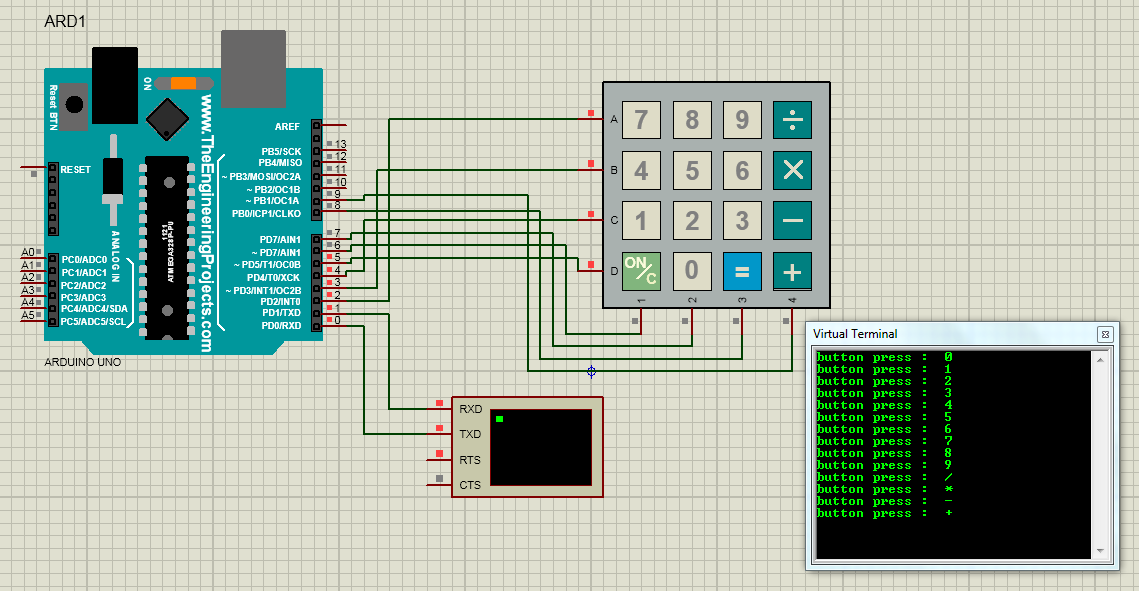 ARD1
Reset BTN
ON
www.TheEngineeringProjects.com
AREF
PB5/SCK
PB4/MISO
~ PB3/MOSI/OC2A
~ PB2/OC1B
~ PB1/OC1A
PB0/ICP1/CLKO
13
12
11
10
9
8
RESET
1121
ATMEGA328P-PU
ANALOG IN
PD7/AIN1
~ PD7/AIN1
~ PD5/T1/OC0B
PD4/T0/XCK
~ PD3/INT1/OC2B
PD2/INT0
PD1/TXD
PD0/RXD
7
6
5
4
3
2
1
0
A0
A1
A2
A3
A4
A5
PC0/ADC0
PC1/ADC1
PC2/ADC2
PC3/ADC3
PC4/ADC4/SDA
PC5/ADC5/SCL
ARDUINO UNO
A 7 8 9 ÷
B 4 5 6 ×
C 1 2 3 −
D ON/C 0 = +
1 2 3 4
RXD
TXD
RTS
CTS
Virtual Terminal
button press : 0
button press : 1
button press : 2
button press : 3
button press : 4
button press : 5
button press : 6
button press : 7
button press : 8
button press : 9
button press : /
button press : *
button press : -
button press : +